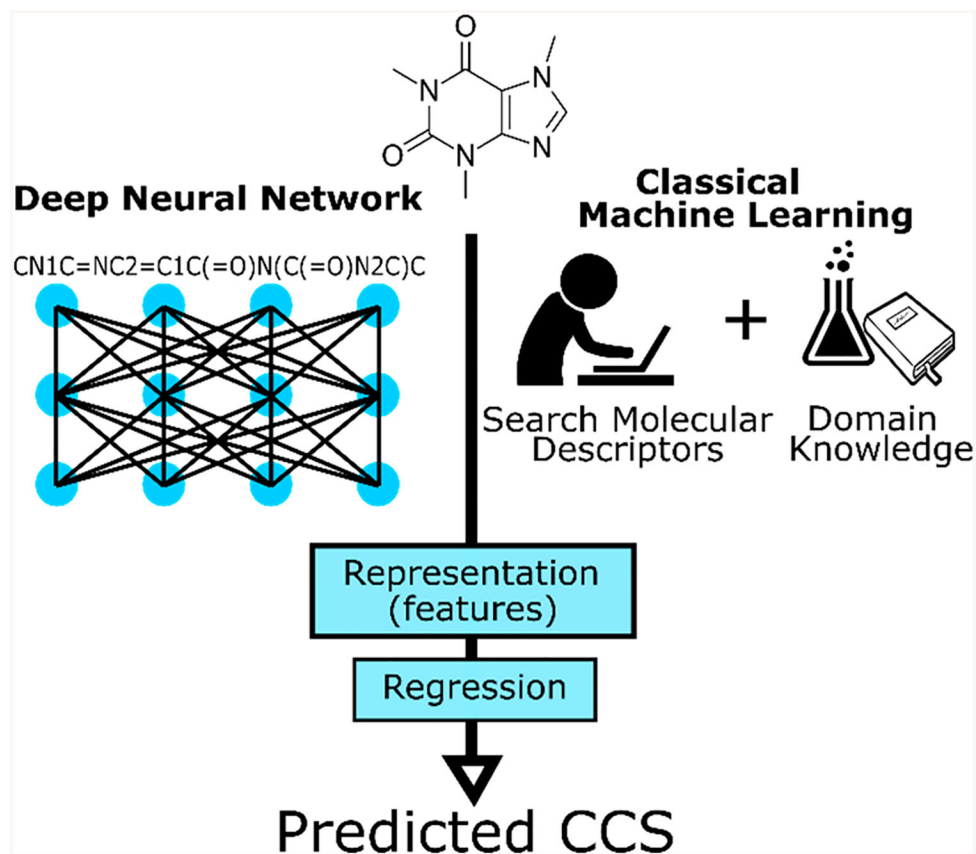 O
N
N
O
N
N
Deep Neural Network
CN1C=NC2=C1C(=O)N(C(=O)N2C)C
Classical
Machine Learning
+
Search Molecular
Descriptors
Domain
Knowledge
Representation
(features)
Regression
Predicted CCS